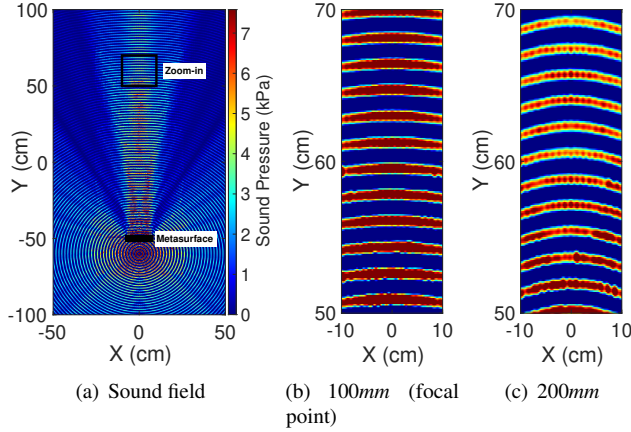 100
50
0
-50
-100
Y (cm)
-50
0
50
X (cm)
Zoom-in
Metasurface
7
6
5
4
3
2
1
0
Sound Pressure (kPa)
(a) Sound field
70
60
50
Y (cm)
-10
0
10
X (cm)
(b) 100mm (focal
point)
70
60
50
Y (cm)
-10
0
10
X (cm)
(c) 200mm